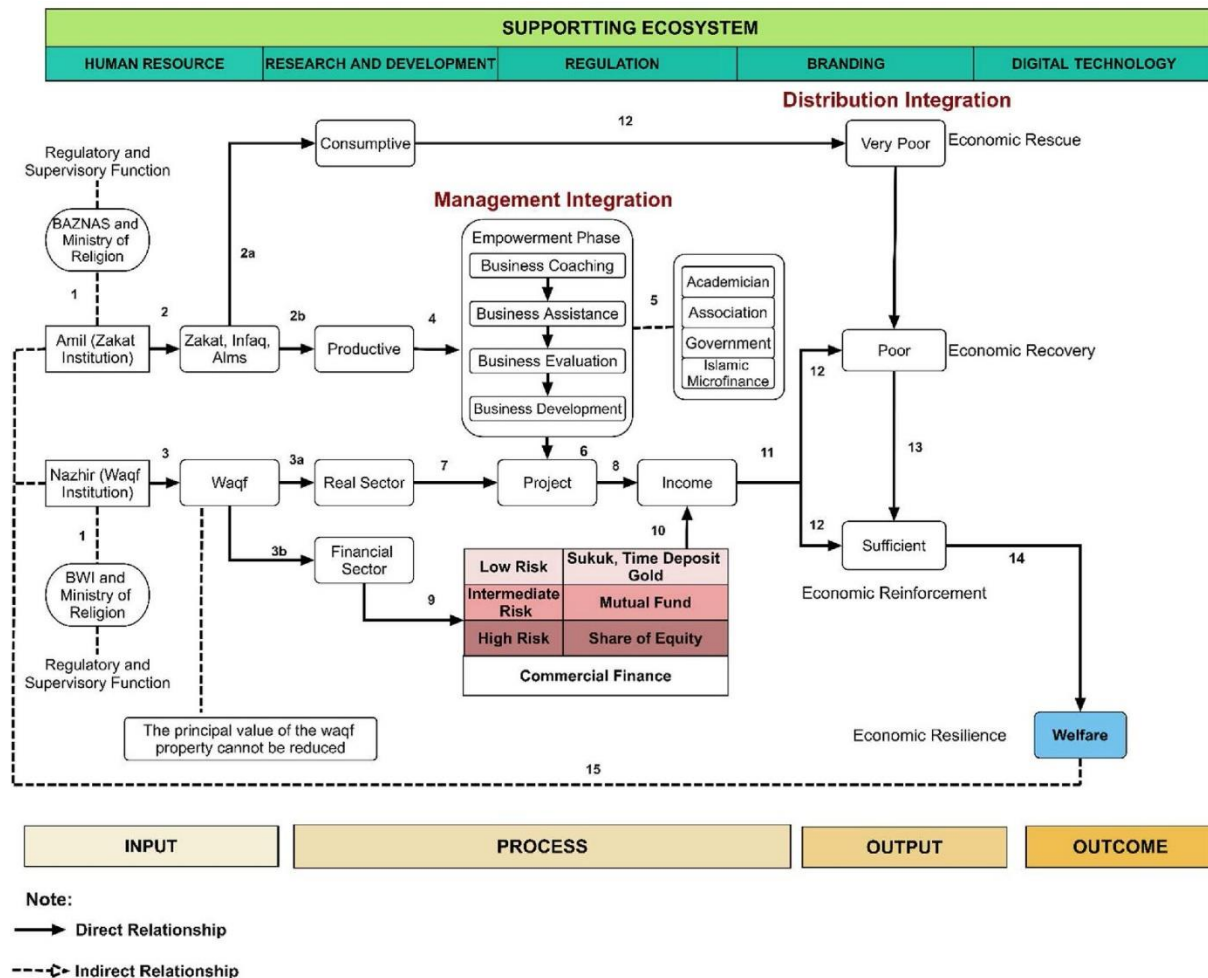 SUPPORTTING ECOSYSTEM
HUMAN RESOURCE
RESEARCH AND DEVELOPMENT
REGULATION
BRANDING
DIGITAL TECHNOLOGY
Distribution Integration
12
Consumptive
Very Poor
Economic Rescue
Regulatory and
Supervisory Function
BAZNAS and
Ministry of
Religion
Management Integration
2a
Empowerment Phase
Business Coaching
Business Assistance
Business Evaluation
Business Development
5
Academician
Association
Government
Islamic
Microfinance
1
2
2b
4
Amil (Zakat
Institution)
Zakat, Infaq,
Alms
Productive
Poor
Economic Recovery
12
13
3
3a
7
6
8
11
Nazhir (Waqf
Institution)
Waqf
Real Sector
Project
Income
12
Sufficient
14
Economic Reinforcement
1
3b
Financial
Sector
9
10
Low Risk
Sukuk, Time Deposit
Gold
Intermediate
Risk
Mutual Fund
High Risk
Share of Equity
Commercial Finance
BWI and
Ministry of
Religion
Regulatory and
Supervisory Function
The principal value of the waqf
property cannot be reduced
Economic Resilience
Welfare
15
INPUT
PROCESS
OUTPUT
OUTCOME
Note:
Direct Relationship
Indirect Relationship